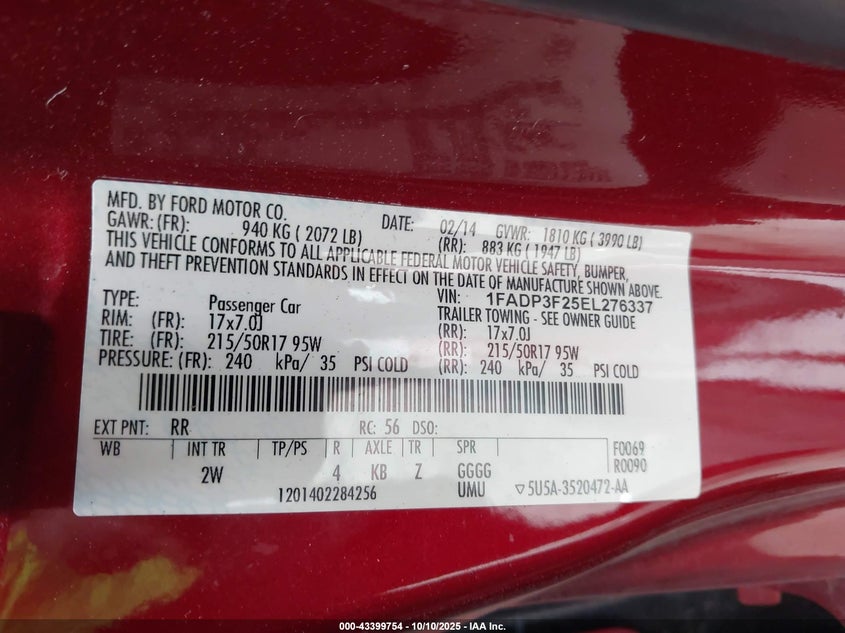 MFD. BY FORD MOTOR CO. DATE: 02/14 GVWR: 1810 KG ( 3990 LB)
GAWR: (FR): 940 KG ( 2072 LB) (RR): 883 KG ( 1947 LB)
THIS VEHICLE CONFORMS TO ALL APPLICABLE FEDERAL MOTOR VEHICLE SAFETY, BUMPER,
AND THEFT PREVENTION STANDARDS IN EFFECT ON THE DATE OF MANUFACTURE SHOWN ABOVE.
VIN: 1FADP3F25EL276337
TYPE: Passenger Car TRAILER TOWING - SEE OWNER GUIDE
RIM: (FR): 17x7.0J (RR): 17x7.0J
TIRE: (FR): 215/50R17 95W (RR): 215/50R17 95W
PRESSURE: (FR): 240 kPa/ 35 PSI COLD (RR): 240 kPa/ 35 PSI COLD
EXT PNT: RR RC: 56 DSO:
WB INT TR TP/PS R AXLE TR SPR F0069
2W 4 KB Z GGGG R0090
1201402284256 UMU ▽5U5A-3520472-AA
000-43399754 - 10/10/2025 - IAA Inc.